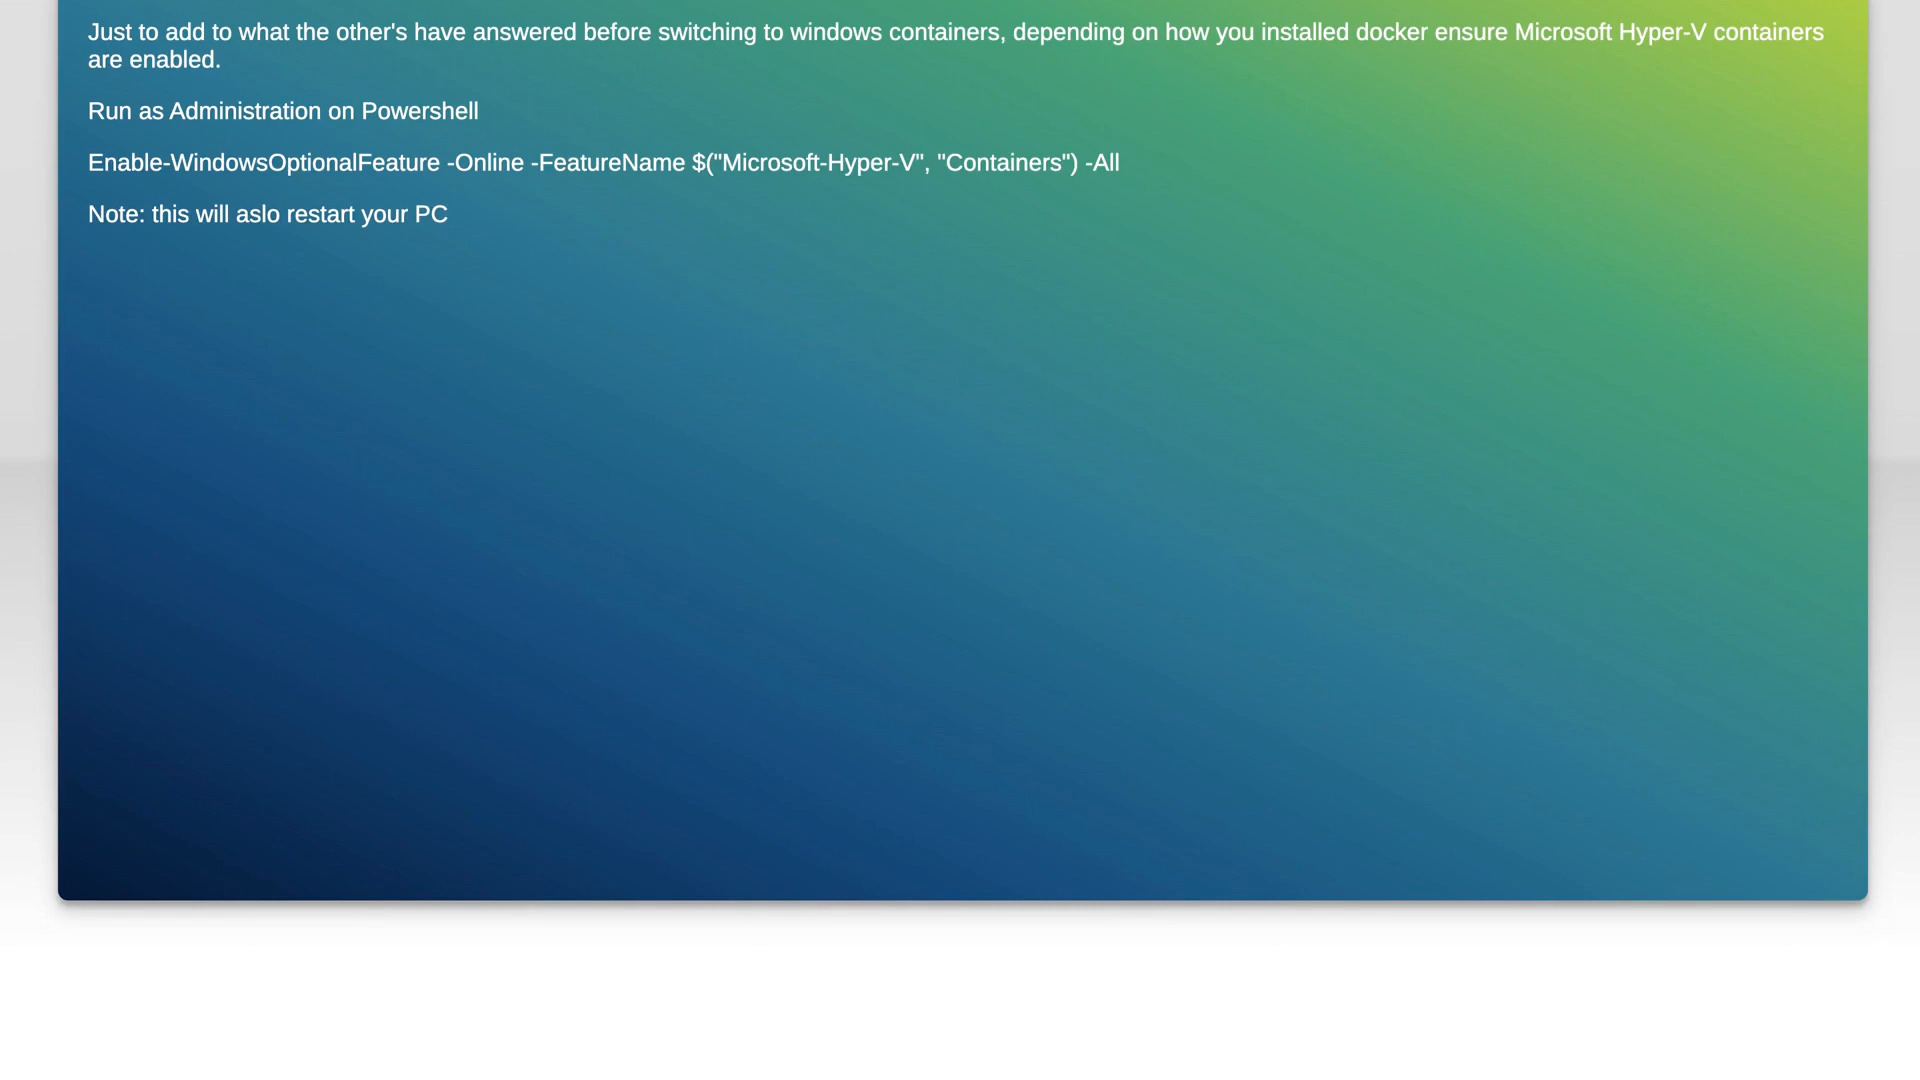 Just to add to what the other's have answered before switching to windows containers, depending on how you installed docker ensure Microsoft Hyper-V containers
are enabled.
Run as Administration on Powershell
Enable-WindowsOptionalFeature -Online -FeatureName $("Microsoft-Hyper-V", "Containers") -All
Note: this will aslo restart your PC